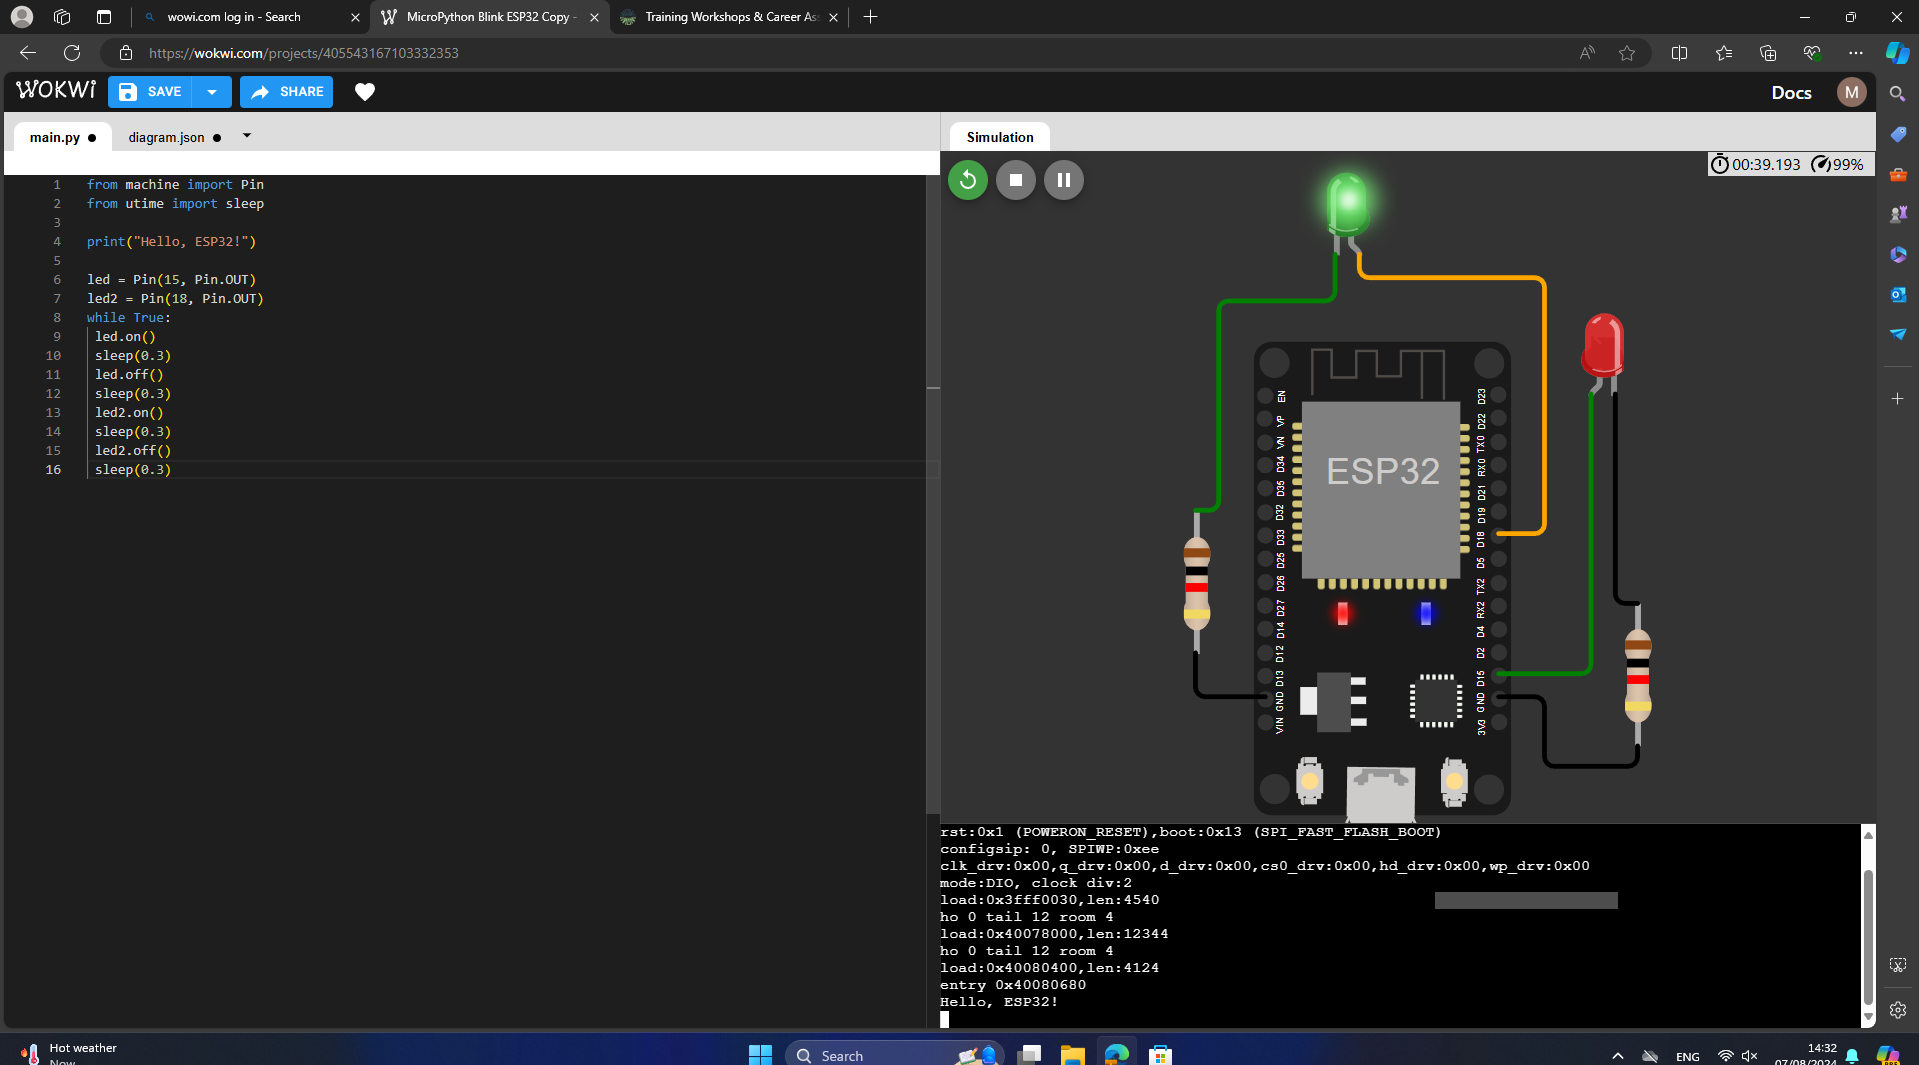 wowi.com log in - Search
MicroPython Blink ESP32 Copy -
Training Workshops & Career As
https://wokwi.com/projects/405543167103332353
WOKWi
SAVE
SHARE
Docs
M
main.py
diagram.json
Simulation
00:39.193
99%
1 from machine import Pin
2 from utime import sleep
3
4 print("Hello, ESP32!")
5
6 led = Pin(15, Pin.OUT)
7 led2 = Pin(18, Pin.OUT)
8 while True:
9 led.on()
10 sleep(0.3)
11 led.off()
12 sleep(0.3)
13 led2.on()
14 sleep(0.3)
15 led2.off()
16 sleep(0.3)
ESP32
EN
VP
VN
D34
D35
D32
D33
D25
D26
D27
D14
D12
D13
GND
VIN
D23
D22
TX0
RX0
D21
D19
D18
D5
TX2
RX2
D4
D2
D15
GND
3V3
rst:0x1 (POWERON_RESET),boot:0x13 (SPI_FAST_FLASH_BOOT)
configsip: 0, SPIWP:0xee
clk_drv:0x00,q_drv:0x00,d_drv:0x00,cs0_drv:0x00,hd_drv:0x00,wp_drv:0x00
mode:DIO, clock div:2
load:0x3fff0030,len:4540
ho 0 tail 12 room 4
load:0x40078000,len:12344
ho 0 tail 12 room 4
load:0x40080400,len:4124
entry 0x40080680
Hello, ESP32!
Hot weather
Now
Search
ENG
14:32
07/08/2024